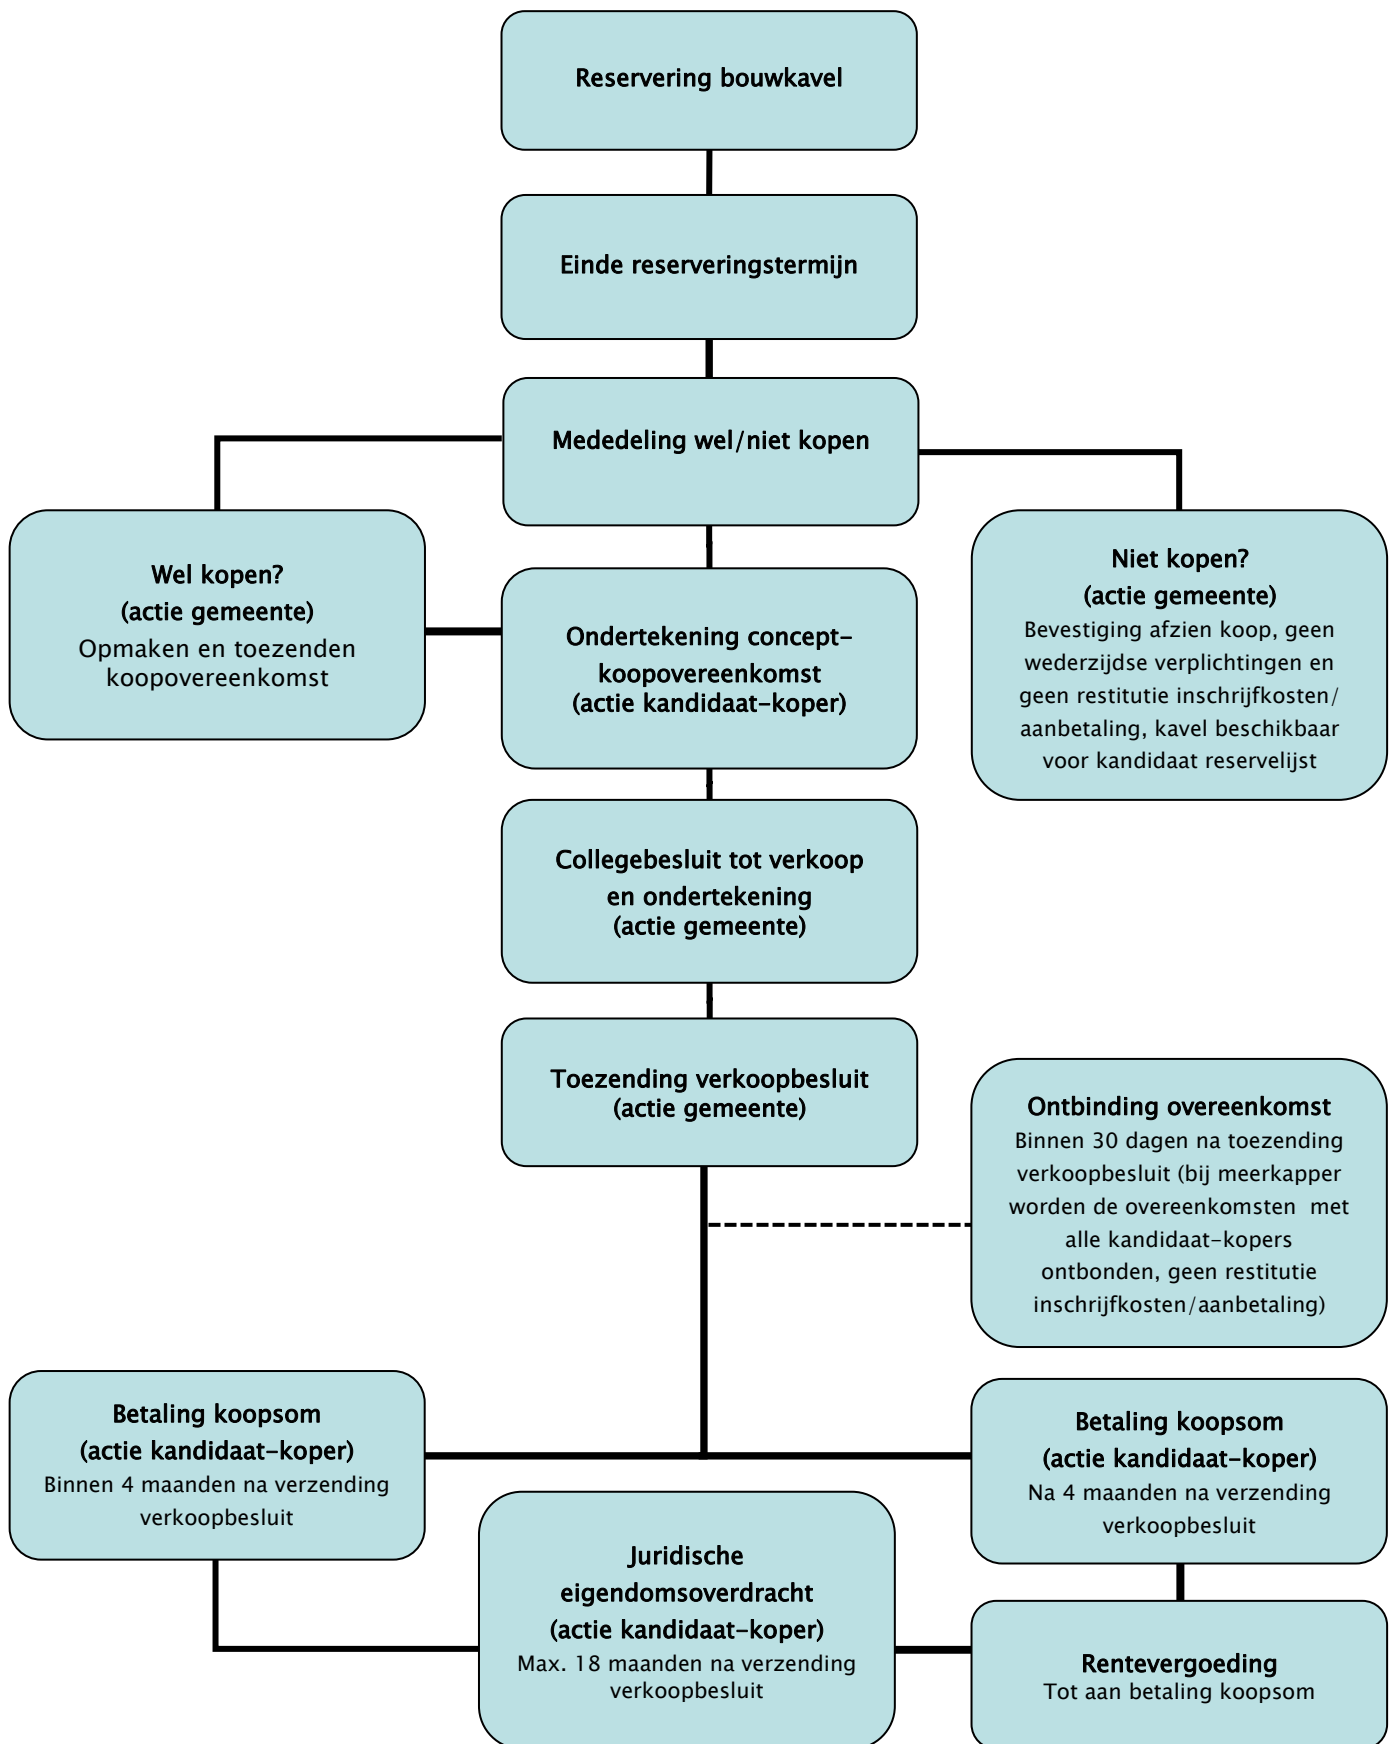 Reservering bouwkavel
Einde reserveringstermijn
Mededeling wel/niet kopen
Wel kopen?
(actie gemeente)
Opmaken en toezenden
koopovereenkomst
Ondertekening concept-
koopovereenkomst
(actie kandidaat-koper)
Niet kopen?
(actie gemeente)
Bevestiging afzien koop, geen
wederzijdse verplichtingen en
geen restitutie inschrijfkosten/
aanbetaling, kavel beschikbaar
voor kandidaat reservelijst
Collegebesluit tot verkoop
en ondertekening
(actie gemeente)
Toezending verkoopbesluit
(actie gemeente)
Ontbinding overeenkomst
Binnen 30 dagen na toezending
verkoopbesluit (bij meerkapper
worden de overeenkomsten  met
alle kandidaat-kopers
ontbonden, geen restitutie
inschrijfkosten/aanbetaling)
Betaling koopsom
(actie kandidaat-koper)
Binnen 4 maanden na verzending
verkoopbesluit
Betaling koopsom
(actie kandidaat-koper)
Na 4 maanden na verzending
verkoopbesluit
Juridische
eigendomsoverdracht
(actie kandidaat-koper)
Max. 18 maanden na verzending
verkoopbesluit
Rentevergoeding
Tot aan betaling koopsom